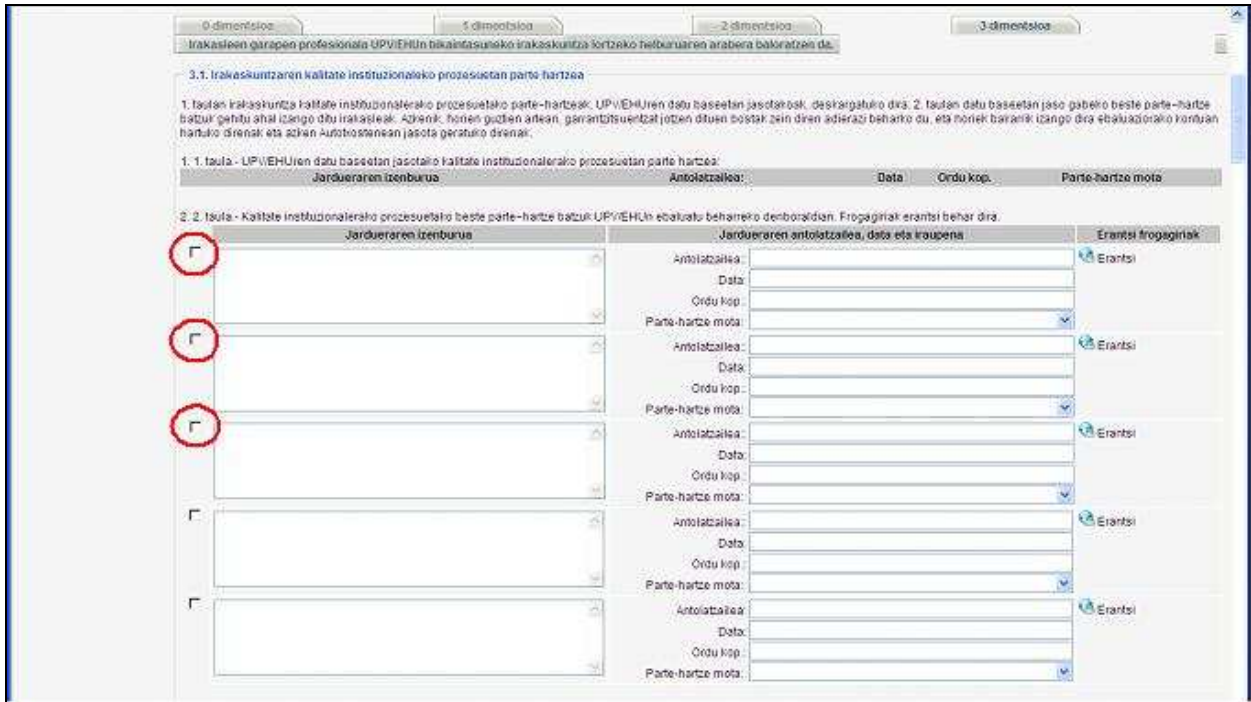 0 dimentsioa
1 dimentsioa
2 dimentsioa
3 dimentsioa
Irakasleen garapen profesionala UPV/EHUn bikaintasuneko irakaskuntza lortzeko helburuaren arabera baloratzen da.
3.1. Irakaskuntzaren kalitate instituzionaleko prozesuetan parte hartzea
1. taulan irakaskuntza kalitate instituzionalerako prozesuetako parte-hartzeak, UPV/EHUren datu baseetan jasotakoak, deskargatuko dira. 2. taulan datu baseetan jaso gabeko beste parte-hartze
batzuk gehitu ahal izango ditu irakasleak. Azkenik, horien guztien artean, garrantzitsuentzat jotzen dituen bostak zein diren adierazi beharko du, eta horiek bakarrik izango dira ebaluaziorako kontuan
hartuko direnak eta azken Autotxostenean jasota geratuko direnak.
1. 1. taula.- UPV/EHUren datu baseetan jasotako kalitate instituzionalerako prozesuetan parte hartzea:
Jardueraren izenburua Antolatzailea: Data Ordu kop. Parte-hartze mota
2. 2. taula.- Kalitate instituzionalerako prozesuetako beste parte-hartze batzuk UPV/EHUn ebaluatu beharreko denboraldian. Frogagiriak erantsi behar dira.
Jardueraren izenburua Jardueraren antolatzailea, data eta iraupena Erantsi frogagiriak
Antolatzailea: Erantsi
Data:
Ordu kop.:
Parte-hartze mota:
Antolatzailea: Erantsi
Data:
Ordu kop.:
Parte-hartze mota:
Antolatzailea: Erantsi
Data:
Ordu kop.:
Parte-hartze mota:
Antolatzailea: Erantsi
Data:
Ordu kop.:
Parte-hartze mota:
Antolatzailea: Erantsi
Data:
Ordu kop.:
Parte-hartze mota: